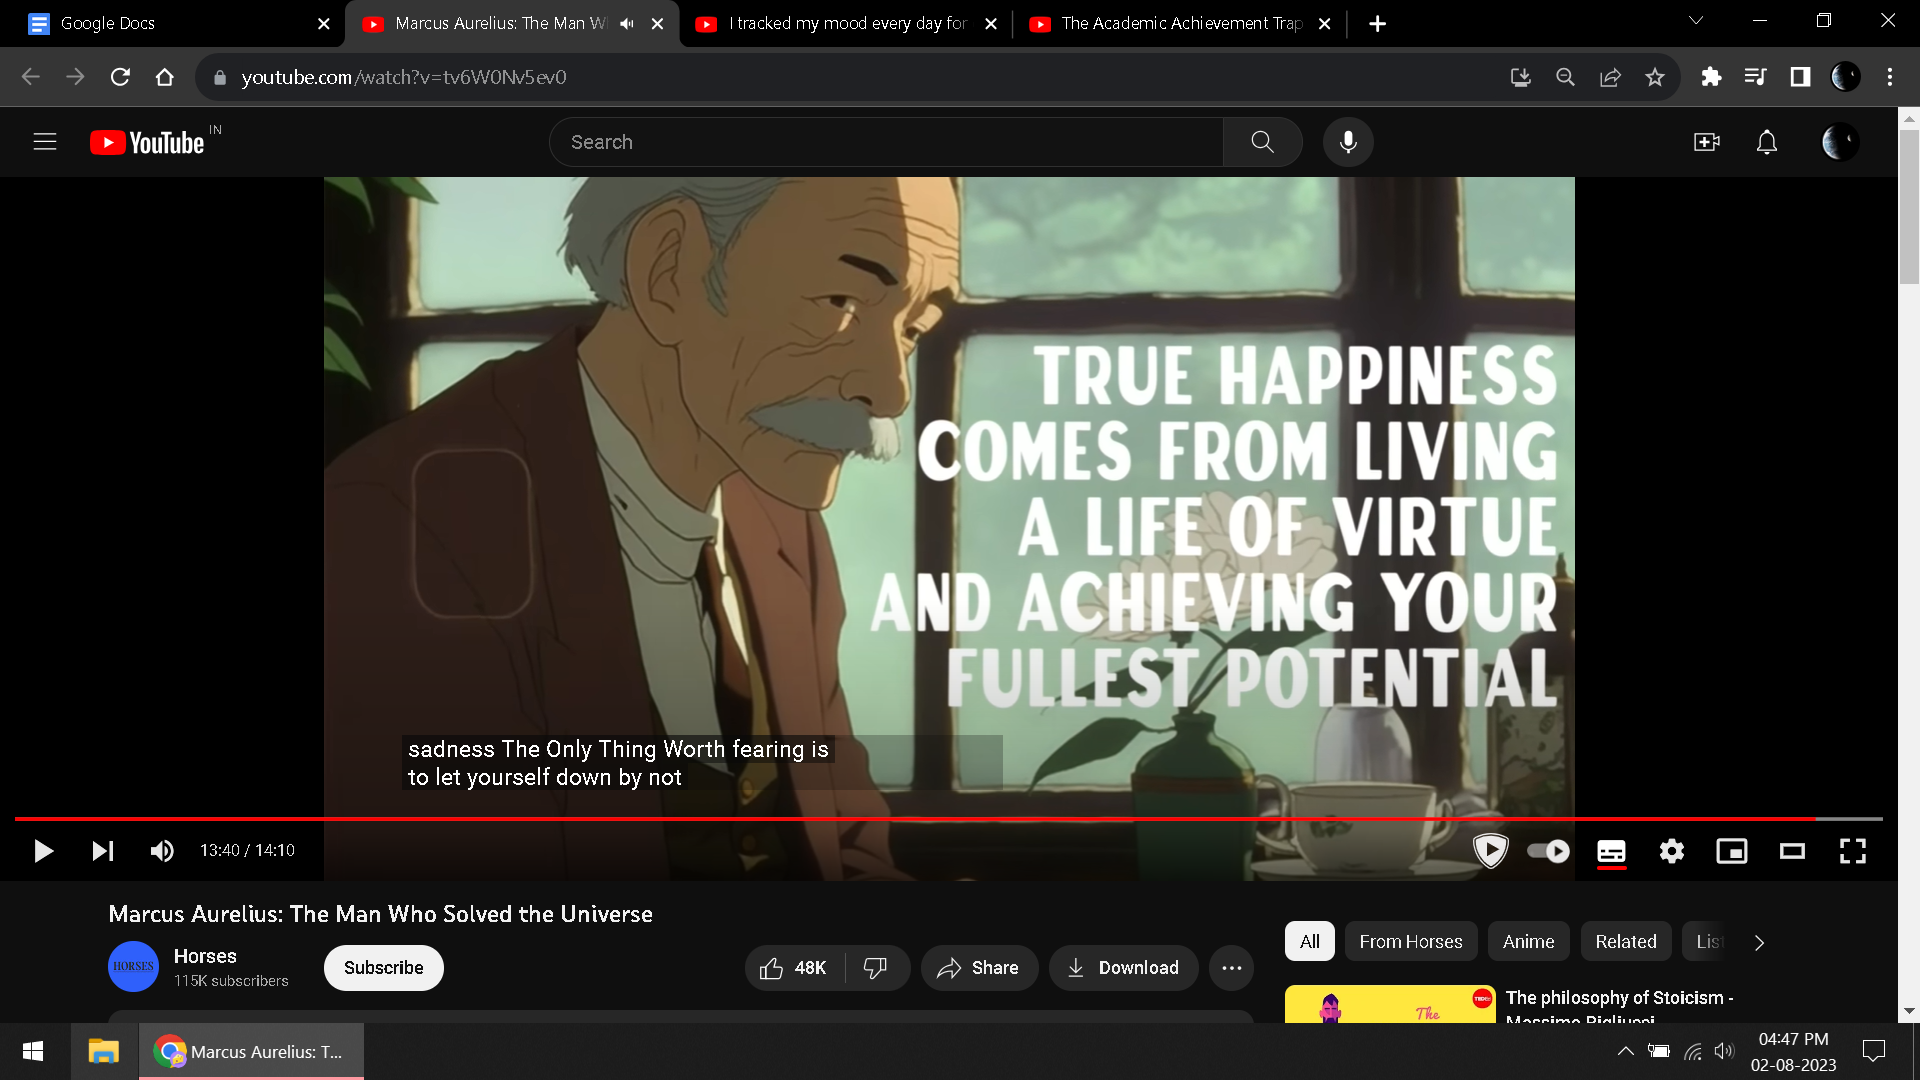 Google Docs
Marcus Aurelius: The Man W
I tracked my mood every day for
The Academic Achievement Trap
youtube.com/watch?v=tv6W0Nv5ev0
YouTube IN
Search
TRUE HAPPINESS
COMES FROM LIVING
A LIFE OF VIRTUE
AND ACHIEVING YOUR
FULLEST POTENTIAL
sadness The Only Thing Worth fearing is
to let yourself down by not
13:40 / 14:10
Marcus Aurelius: The Man Who Solved the Universe
HORSES
Horses
115K subscribers
Subscribe
48K
Share
Download
All
From Horses
Anime
Related
List
The
The philosophy of Stoicism -
Massimo Pigliucci
Marcus Aurelius: T...
04:47 PM
02-08-2023